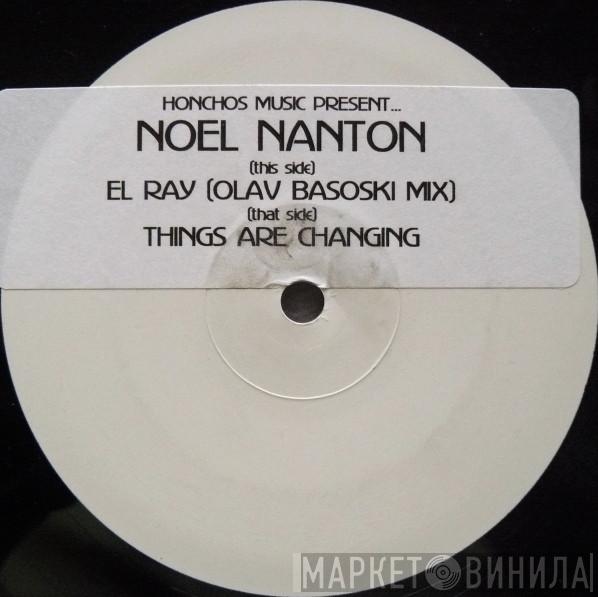 HONCHOS MUSIC PRESENT...
NOEL NANTON
(this side)
EL RAY (OLAV BASOSKI MIX)
(that side)
THINGS ARE CHANGING
МАРКЕТ ВИНИЛА